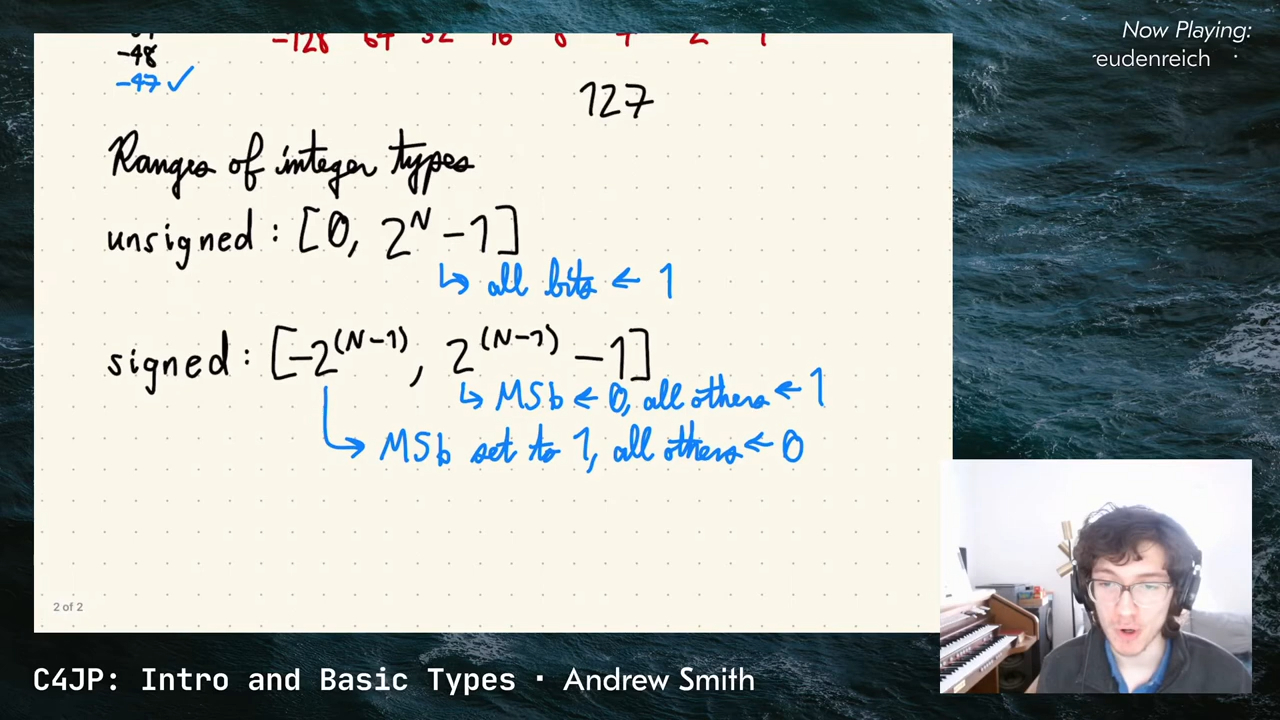 -48
-128 64 32 16 8 4 2 1
-47 ✓
127
Ranges of integer types
unsigned: [0, 2^N -1]
↳ all bits ← 1
signed: [-2^(N-1), 2^(N-1) -1]
↳ MSb ← 0, all others ← 1
↳ MSb set to 1, all others ← 0
2 of 2
Now Playing:
eudenreich
C4JP: Intro and Basic Types · Andrew Smith